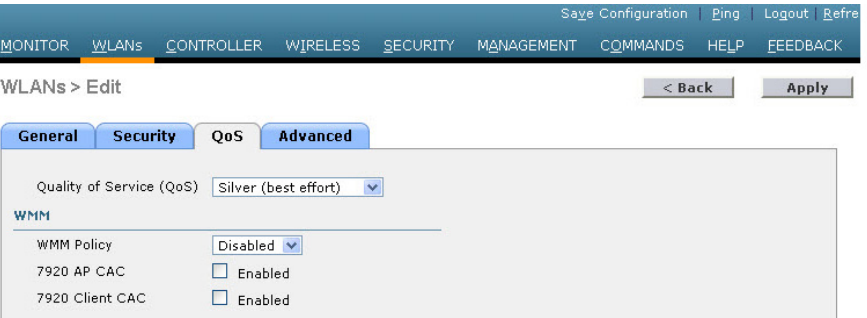 Save Configuration | Ping | Logout | Refre
MONITOR WLANs CONTROLLER WIRELESS SECURITY MANAGEMENT COMMANDS HELP FEEDBACK
WLANs > Edit < Back Apply
General Security QoS Advanced
Quality of Service (QoS) Silver (best effort)
WMM
WMM Policy Disabled
7920 AP CAC Enabled
7920 Client CAC Enabled